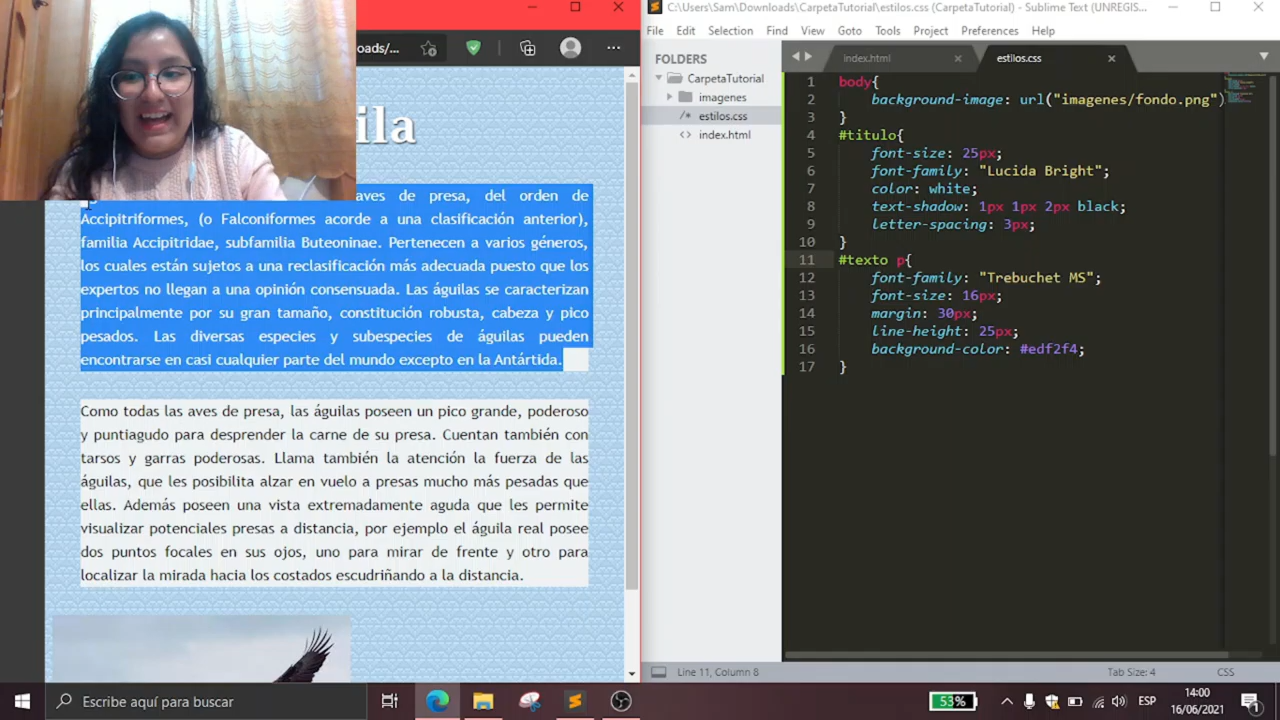 oads/...
ila
aves de presa, del orden de
Accipitriformes, (o Falconiformes acorde a una clasificación anterior),
familia Accipitridae, subfamilia Buteoninae. Pertenecen a varios géneros,
los cuales están sujetos a una reclasificación más adecuada puesto que los
expertos no llegan a una opinión consensuada. Las águilas se caracterizan
principalmente por su gran tamaño, constitución robusta, cabeza y pico
pesados. Las diversas especies y subespecies de águilas pueden
encontrarse en casi cualquier parte del mundo excepto en la Antártida.
Como todas las aves de presa, las águilas poseen un pico grande, poderoso
y puntiagudo para desprender la carne de su presa. Cuentan también con
tarsos y garras poderosas. Llama también la atención la fuerza de las
águilas, que les posibilita alzar en vuelo a presas mucho más pesadas que
ellas. Además poseen una vista extremadamente aguda que les permite
visualizar potenciales presas a distancia, por ejemplo el águila real posee
dos puntos focales en sus ojos, uno para mirar de frente y otro para
localizar la mirada hacia los costados escudriñando a la distancia.
C:\Users\Sam\Downloads\CarpetaTutorial\estilos.css (CarpetaTutorial) - Sublime Text (UNREGIS...
File Edit Selection Find View Goto Tools Project Preferences Help
FOLDERS
CarpetaTutorial
imagenes
/* estilos.css
<> index.html
index.html
estilos.css
1 body{
2 background-image: url("imagenes/fondo.png")
3 }
4 #titulo{
5 font-size: 25px;
6 font-family: "Lucida Bright";
7 color: white;
8 text-shadow: 1px 1px 2px black;
9 letter-spacing: 3px;
10 }
11 #texto p{
12 font-family: "Trebuchet MS";
13 font-size: 16px;
14 margin: 30px;
15 line-height: 25px;
16 background-color: #edf2f4;
17 }
Line 11, Column 8
Tab Size: 4
CSS
Escribe aquí para buscar
53%
ESP
14:00
16/06/2021
1